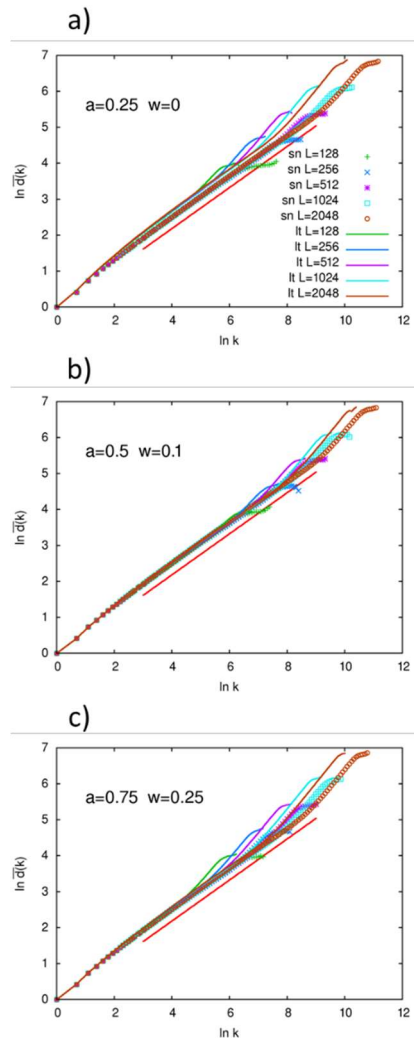 a)
7
6
5
4
3
2
1
0
ln d̅(k)
a=0.25 w=0
sn L=128
sn L=256
sn L=512
sn L=1024
sn L=2048
lt L=128
lt L=256
lt L=512
lt L=1024
lt L=2048
0 2 4 6 8 10 12
ln k
b)
7
6
5
4
3
2
1
0
ln d̅(k)
a=0.5 w=0.1
0 2 4 6 8 10 12
ln k
c)
7
6
5
4
3
2
1
0
ln d̅(k)
a=0.75 w=0.25
0 2 4 6 8 10 12
ln k